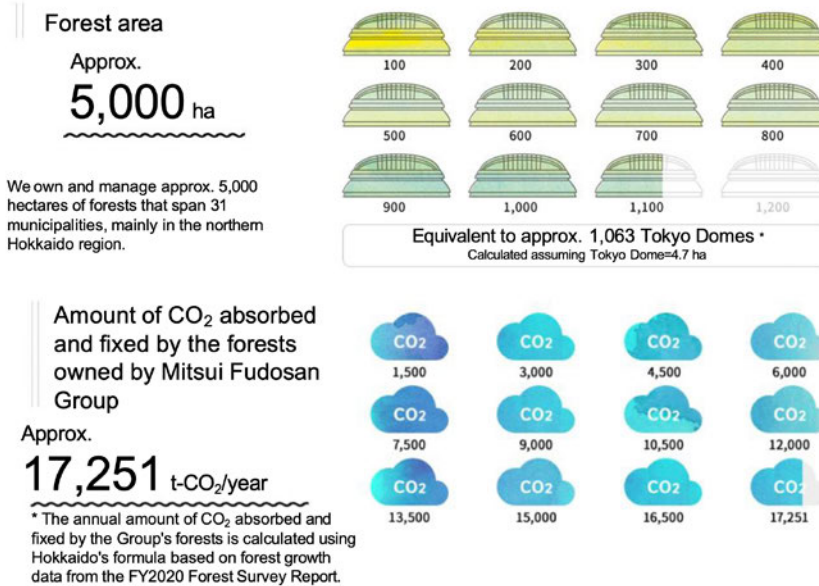 Forest area
Approx.
5,000 ha
We own and manage approx. 5,000
hectares of forests that span 31
municipalities, mainly in the northern
Hokkaido region.
100 200 300 400
500 600 700 800
900 1,000 1,100 1,200
Equivalent to approx. 1,063 Tokyo Domes *
Calculated assuming Tokyo Dome=4.7 ha
Amount of CO2 absorbed
and fixed by the forests
owned by Mitsui Fudosan
Group
Approx.
17,251 t-CO2/year
* The annual amount of CO2 absorbed and
fixed by the Group's forests is calculated using
Hokkaido's formula based on forest growth
data from the FY2020 Forest Survey Report.
CO2 CO2 CO2 CO2
1,500 3,000 4,500 6,000
CO2 CO2 CO2 CO2
7,500 9,000 10,500 12,000
CO2 CO2 CO2 CO2
13,500 15,000 16,500 17,251